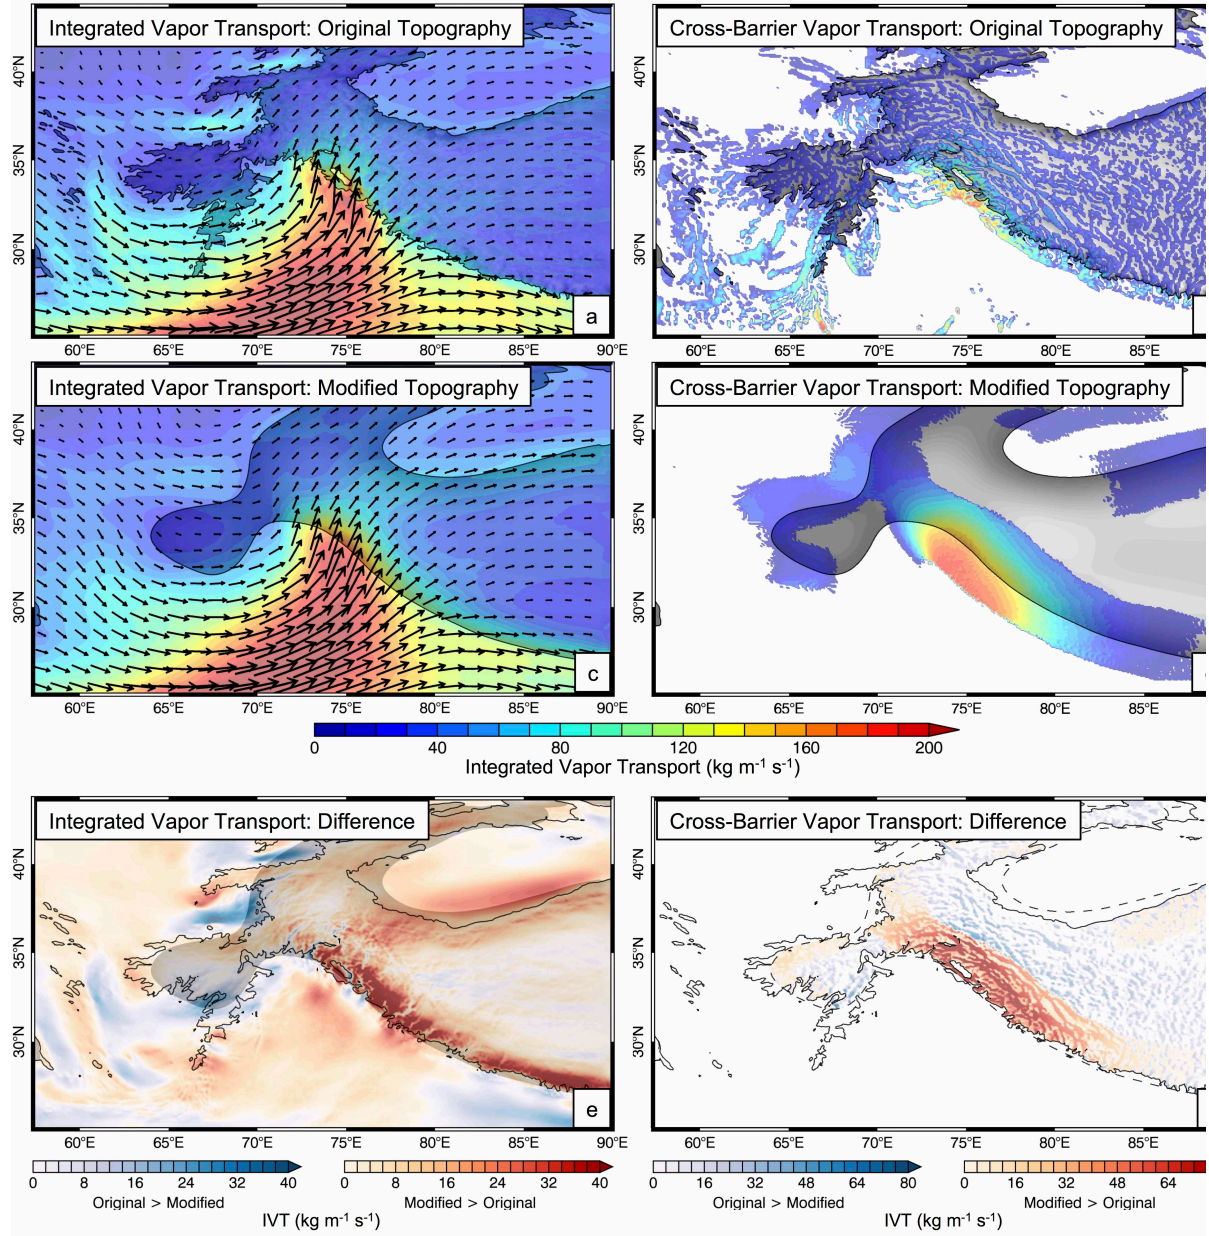 Integrated Vapor Transport: Original Topography
Cross-Barrier Vapor Transport: Original Topography
40°N
35°N
30°N
a
60°E 65°E 70°E 75°E 80°E 85°E 90°E
40°N
35°N
30°N
60°E 65°E 70°E 75°E 80°E 85°E
Integrated Vapor Transport: Modified Topography
Cross-Barrier Vapor Transport: Modified Topography
40°N
35°N
30°N
c
60°E 65°E 70°E 75°E 80°E 85°E 90°E
40°N
35°N
30°N
60°E 65°E 70°E 75°E 80°E 85°E
0 40 80 120 160 200
Integrated Vapor Transport (kg m⁻¹ s⁻¹)
Integrated Vapor Transport: Difference
Cross-Barrier Vapor Transport: Difference
40°N
35°N
30°N
e
60°E 65°E 70°E 75°E 80°E 85°E 90°E
40°N
35°N
30°N
60°E 65°E 70°E 75°E 80°E 85°E
0 8 16 24 32 40
Original > Modified
0 8 16 24 32 40
Modified > Original
IVT (kg m⁻¹ s⁻¹)
0 16 32 48 64 80
Original > Modified
0 16 32 48 64
Modified > Original
IVT (kg m⁻¹ s⁻¹)